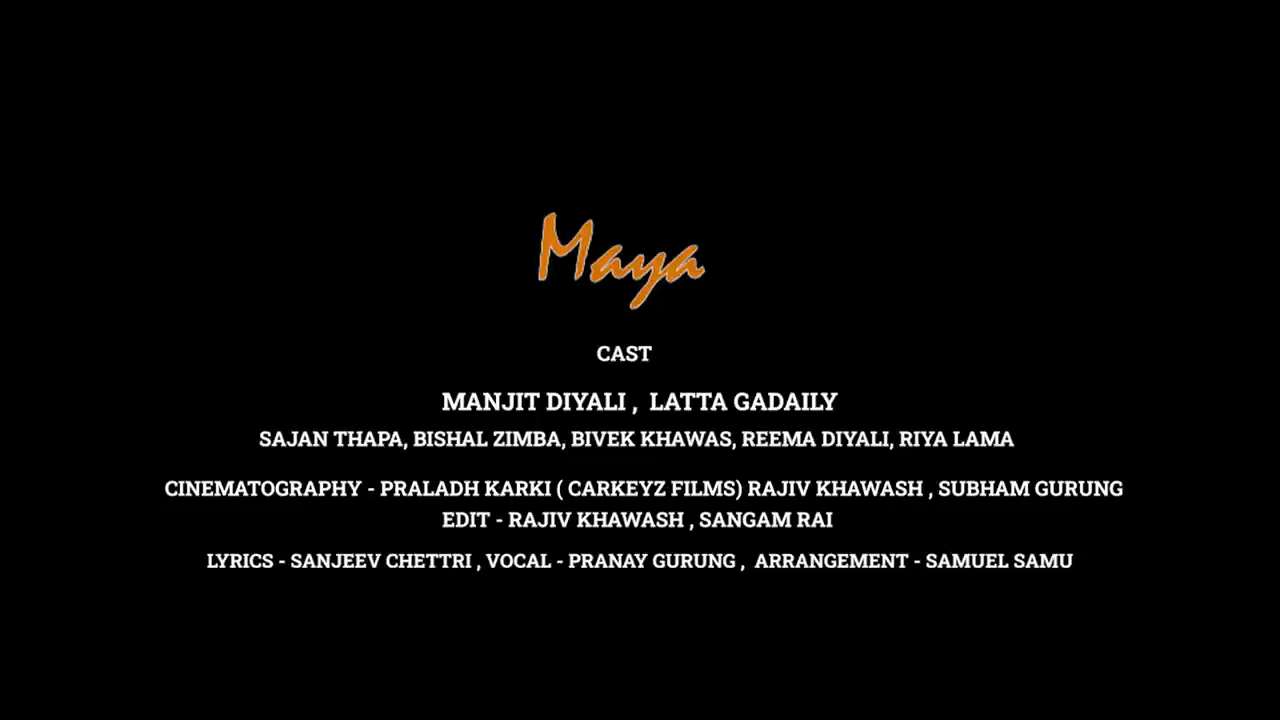 Maya
CAST
MANJIT DIYALI , LATTA GADAILY
SAJAN THAPA, BISHAL ZIMBA, BIVEK KHAWAS, REEMA DIYALI, RIYA LAMA
CINEMATOGRAPHY - PRALADH KARKI ( CARKEYZ FILMS) RAJIV KHAWASH , SUBHAM GURUNG
EDIT - RAJIV KHAWASH , SANGAM RAI
LYRICS - SANJEEV CHETTRI , VOCAL - PRANAY GURUNG , ARRANGEMENT - SAMUEL SAMU